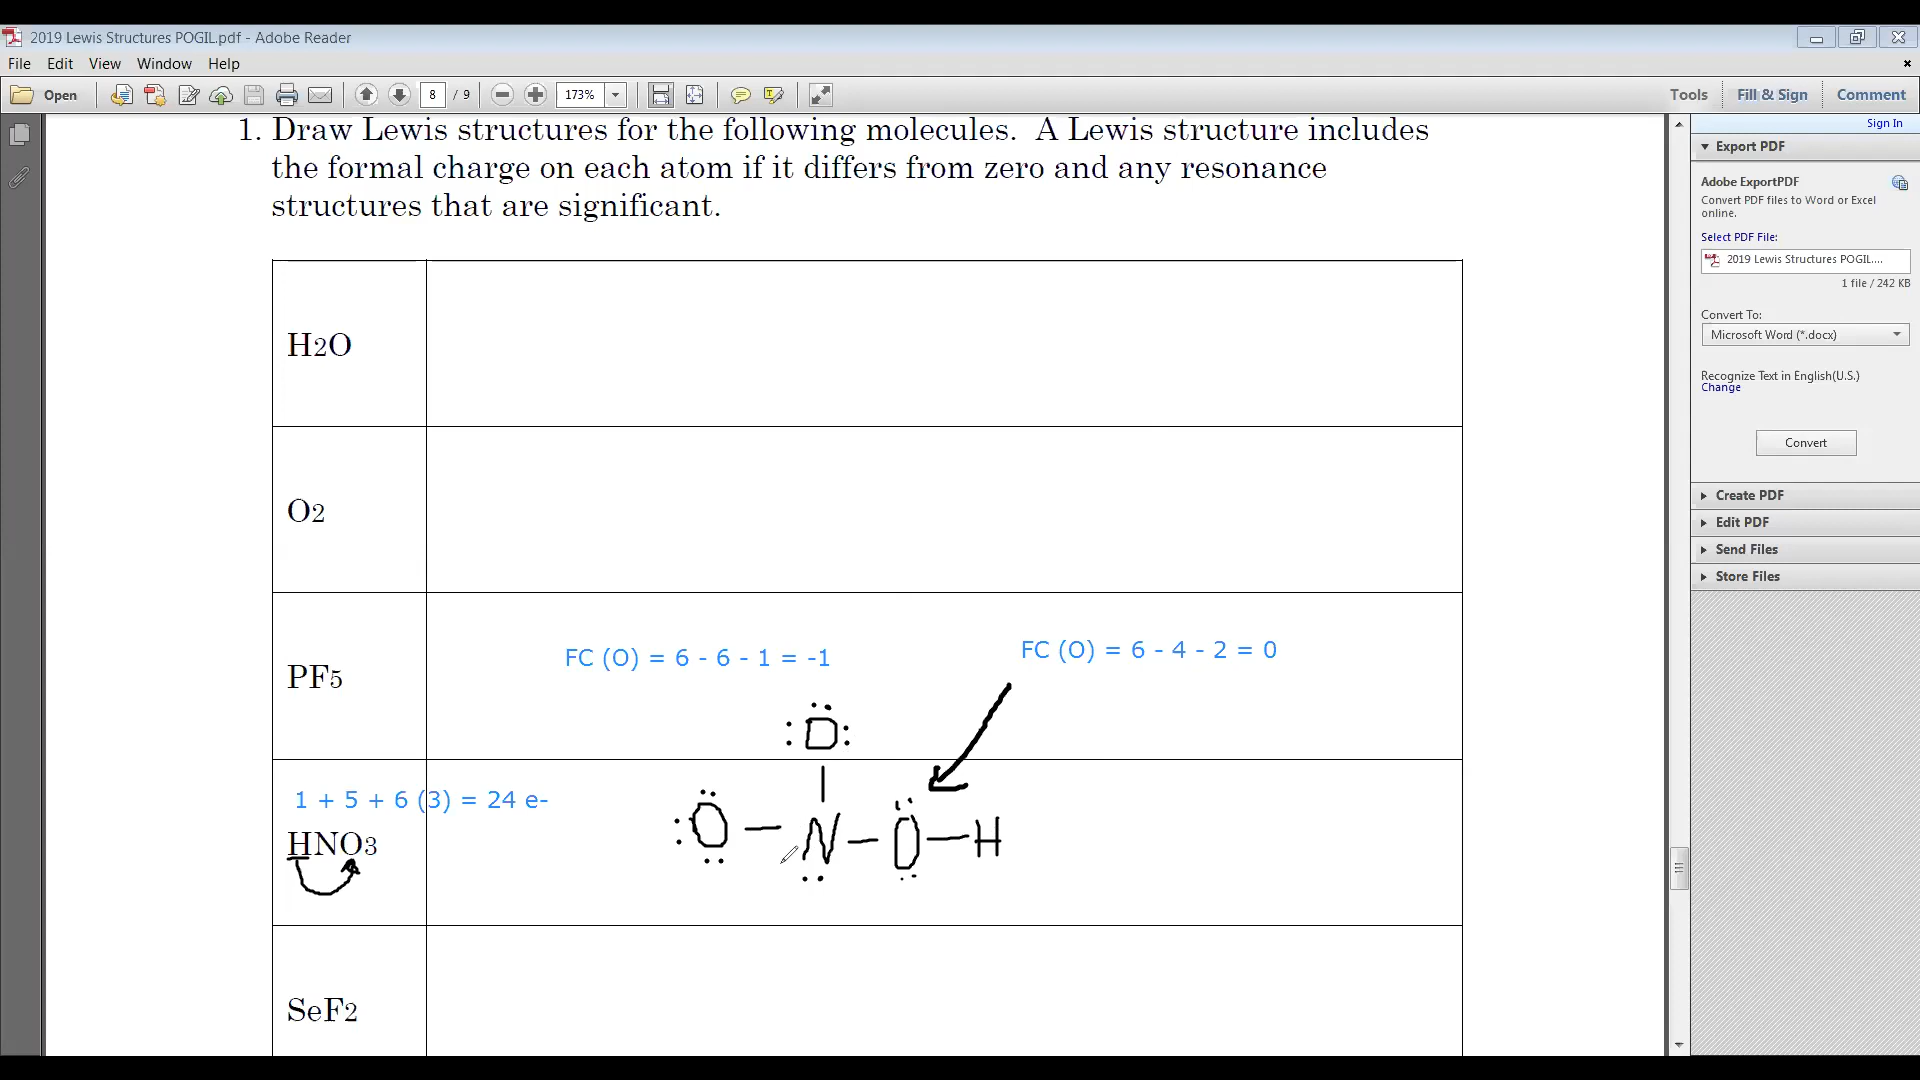 2019 Lewis Structures POGIL.pdf - Adobe Reader
File Edit View Window Help
Open 8 / 9 173% Tools Fill & Sign Comment
Sign In
1. Draw Lewis structures for the following molecules. A Lewis structure includes
the formal charge on each atom if it differs from zero and any resonance
structures that are significant.
H2O
O2
PF5
FC (O) = 6 - 6 - 1 = -1
FC (O) = 6 - 4 - 2 = 0
O
1 + 5 + 6 (3) = 24 e-
HNO3
O - N - O - H
SeF2
Export PDF
Adobe ExportPDF
Convert PDF files to Word or Excel
online.
Select PDF File:
2019 Lewis Structures POGIL....
1 file / 242 KB
Convert To:
Microsoft Word (*.docx)
Recognize Text in English(U.S.)
Change
Convert
Create PDF
Edit PDF
Send Files
Store Files